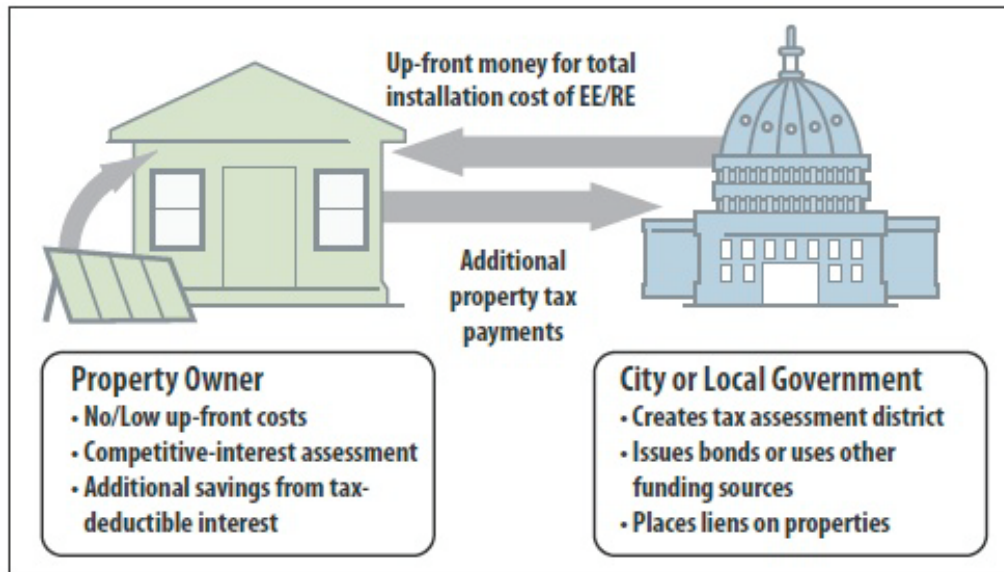 Up-front money for total
installation cost of EE/RE
Additional
property tax
payments
Property Owner
• No/Low up-front costs
• Competitive-interest assessment
• Additional savings from tax-
deductible interest
City or Local Government
• Creates tax assessment district
• Issues bonds or uses other
funding sources
• Places liens on properties